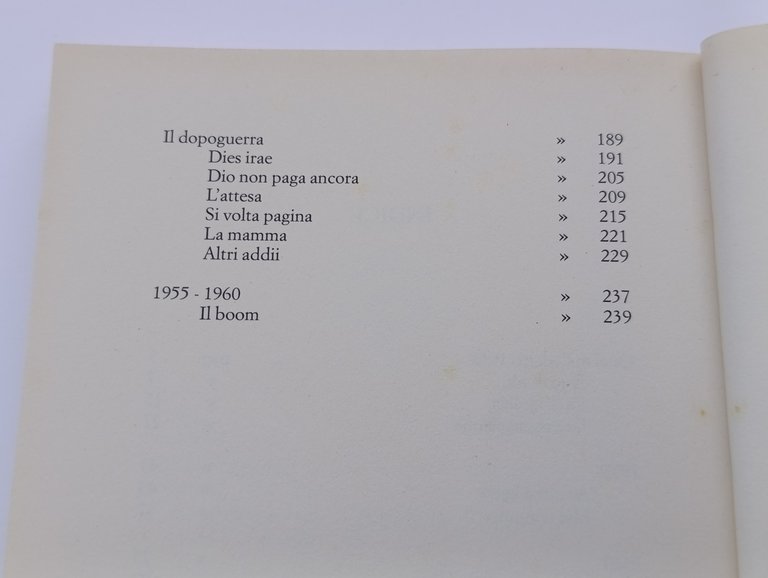 Il dopoguerra » 189
Dies irae » 191
Dio non paga ancora » 205
L'attesa » 209
Si volta pagina » 215
La mamma » 221
Altri addii » 229
1955 - 1960 » 237
Il boom » 239